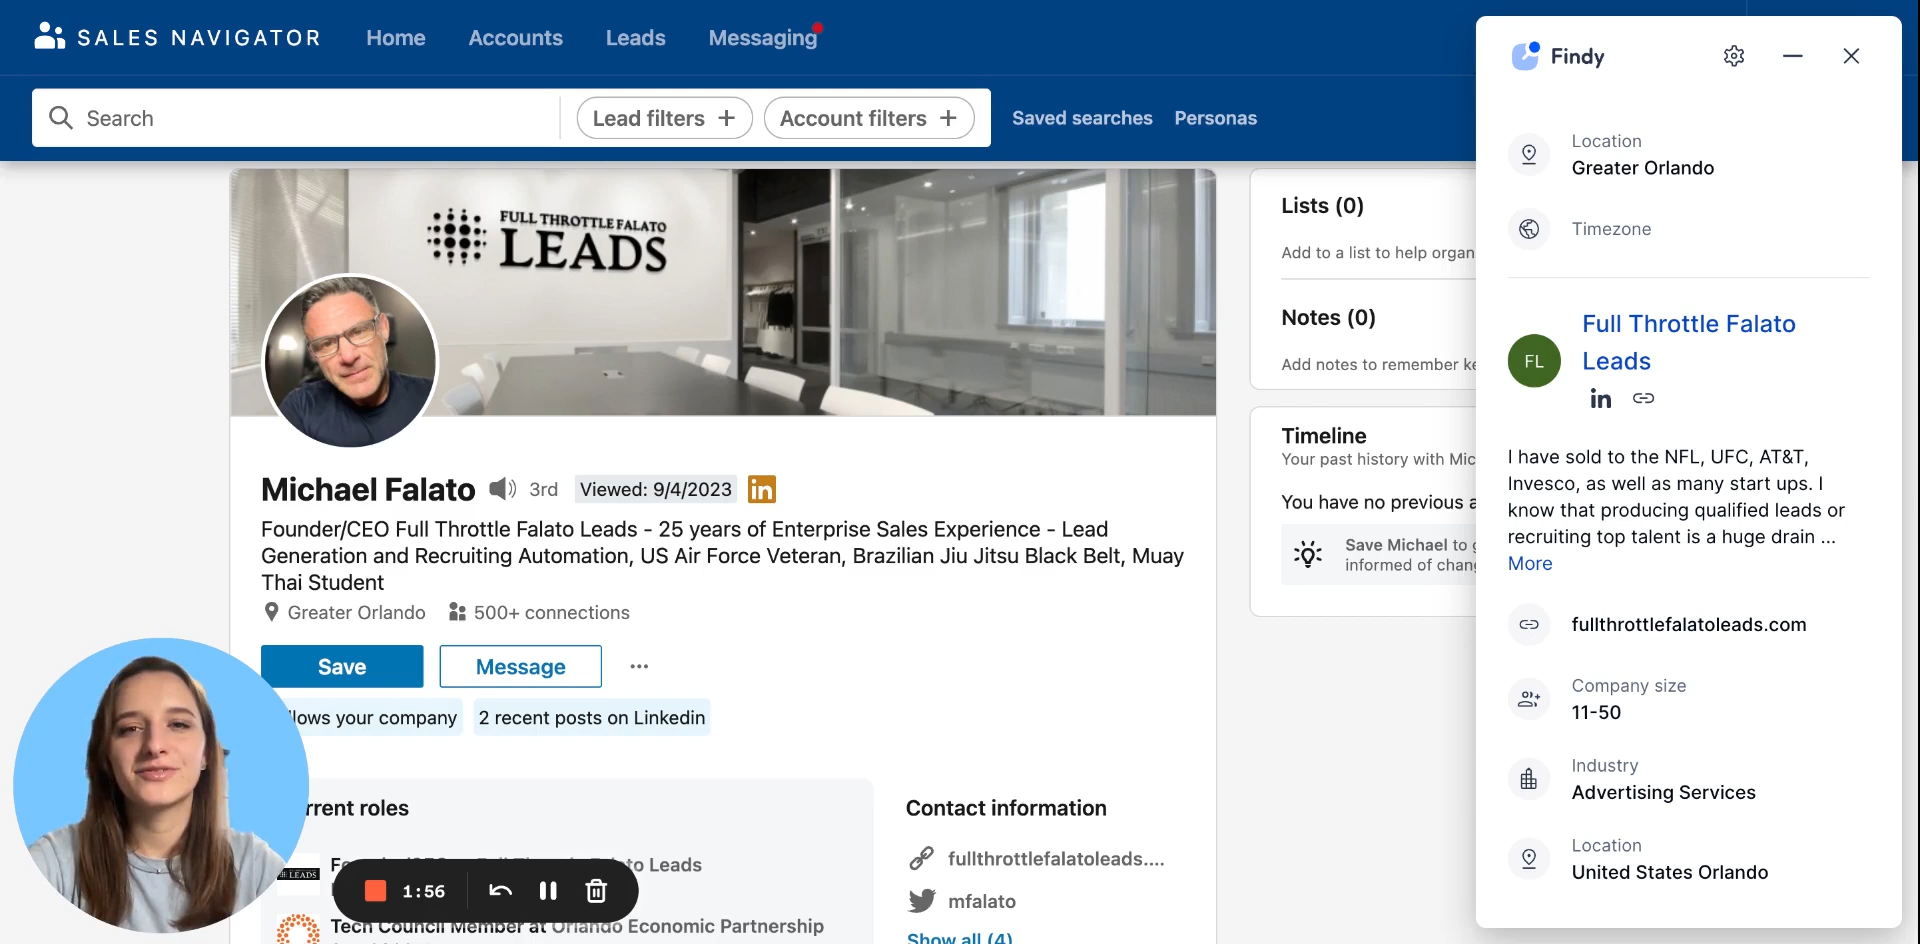 SALES NAVIGATOR
Home
Accounts
Leads
Messaging
Search
Lead filters +
Account filters +
Saved searches
Personas
FULL THROTTLE FALATO
LEADS
Michael Falato
3rd
Viewed: 9/4/2023
in
Founder/CEO Full Throttle Falato Leads - 25 years of Enterprise Sales Experience - Lead
Generation and Recruiting Automation, US Air Force Veteran, Brazilian Jiu Jitsu Black Belt, Muay
Thai Student
Greater Orlando
500+ connections
Save
Message
...
llows your company
2 recent posts on Linkedin
rrent roles
LEADS
to Leads
Tech Council Member at Orlando Economic Partnership
1:56
Contact information
fullthrottlefalatoleads....
mfalato
Show all (4)
Lists (0)
Add to a list to help organ
Notes (0)
Add notes to remember ke
Timeline
Your past history with Mic
You have no previous a
Save Michael to g
informed of chang
Findy
Location
Greater Orlando
Timezone
FL
Full Throttle Falato
Leads
in
I have sold to the NFL, UFC, AT&T,
Invesco, as well as many start ups. I
know that producing qualified leads or
recruiting top talent is a huge drain ...
More
fullthrottlefalatoleads.com
Company size
11-50
Industry
Advertising Services
Location
United States Orlando